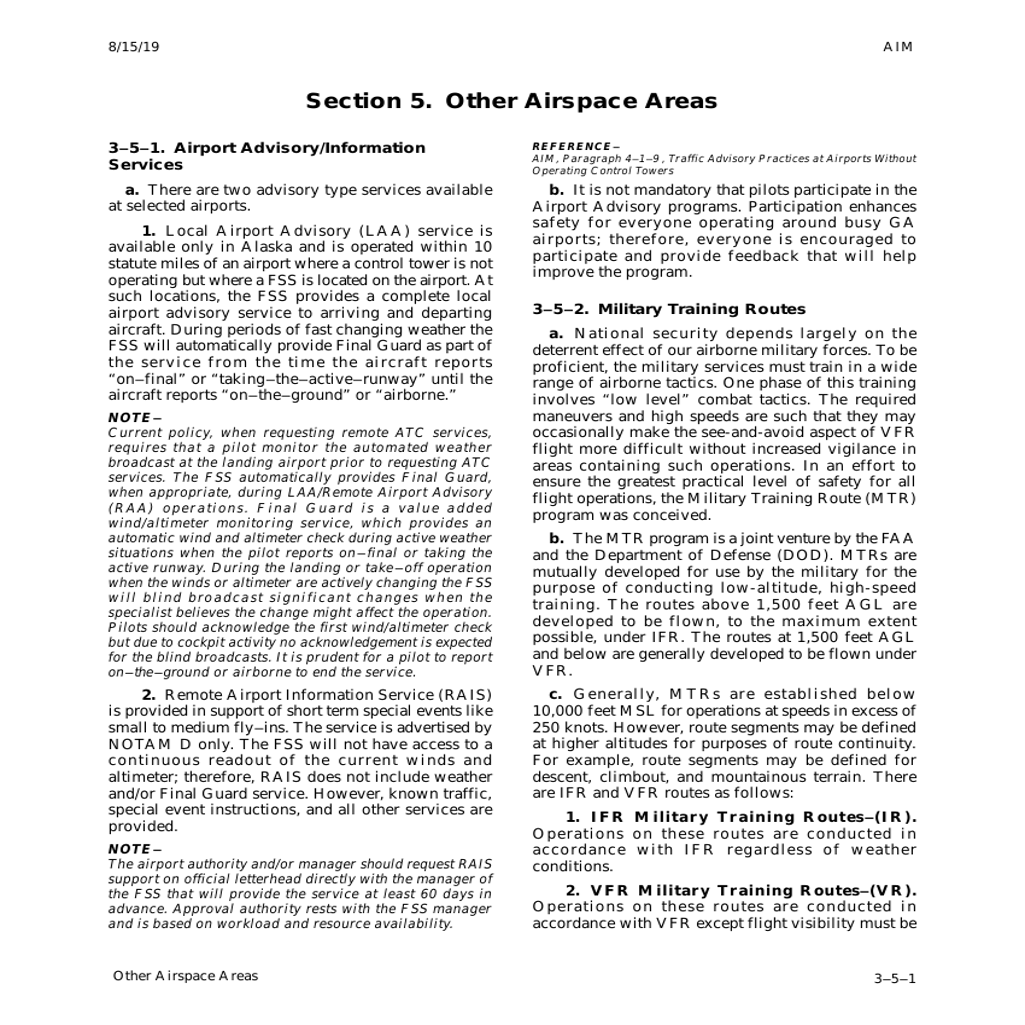 8/15/19
AIM
Section 5. Other Airspace Areas
3–5–1. Airport Advisory/Information
Services
a. There are two advisory type services available
at selected airports.
1. Local Airport Advisory (LAA) service is
available only in Alaska and is operated within 10
statute miles of an airport where a control tower is not
operating but where a FSS is located on the airport. At
such locations, the FSS provides a complete local
airport advisory service to arriving and departing
aircraft. During periods of fast changing weather the
FSS will automatically provide Final Guard as part of
the service from the time the aircraft reports
“on–final” or “taking–the–active–runway” until the
aircraft reports “on–the–ground” or “airborne.”
NOTE–
Current policy, when requesting remote ATC services,
requires that a pilot monitor the automated weather
broadcast at the landing airport prior to requesting ATC
services. The FSS automatically provides Final Guard,
when appropriate, during LAA/Remote Airport Advisory
(RAA) operations. Final Guard is a value added
wind/altimeter monitoring service, which provides an
automatic wind and altimeter check during active weather
situations when the pilot reports on–final or taking the
active runway. During the landing or take–off operation
when the winds or altimeter are actively changing the FSS
will blind broadcast significant changes when the
specialist believes the change might affect the operation.
Pilots should acknowledge the first wind/altimeter check
but due to cockpit activity no acknowledgement is expected
for the blind broadcasts. It is prudent for a pilot to report
on–the–ground or airborne to end the service.
2. Remote Airport Information Service (RAIS)
is provided in support of short term special events like
small to medium fly–ins. The service is advertised by
NOTAM D only. The FSS will not have access to a
continuous readout of the current winds and
altimeter; therefore, RAIS does not include weather
and/or Final Guard service. However, known traffic,
special event instructions, and all other services are
provided.
NOTE–
The airport authority and/or manager should request RAIS
support on official letterhead directly with the manager of
the FSS that will provide the service at least 60 days in
advance. Approval authority rests with the FSS manager
and is based on workload and resource availability.
REFERENCE–
AIM, Paragraph 4–1–9, Traffic Advisory Practices at Airports Without
Operating Control Towers
b. It is not mandatory that pilots participate in the
Airport Advisory programs. Participation enhances
safety for everyone operating around busy GA
airports; therefore, everyone is encouraged to
participate and provide feedback that will help
improve the program.
3–5–2. Military Training Routes
a. National security depends largely on the
deterrent effect of our airborne military forces. To be
proficient, the military services must train in a wide
range of airborne tactics. One phase of this training
involves “low level” combat tactics. The required
maneuvers and high speeds are such that they may
occasionally make the see-and-avoid aspect of VFR
flight more difficult without increased vigilance in
areas containing such operations. In an effort to
ensure the greatest practical level of safety for all
flight operations, the Military Training Route (MTR)
program was conceived.
b. The MTR program is a joint venture by the FAA
and the Department of Defense (DOD). MTRs are
mutually developed for use by the military for the
purpose of conducting low-altitude, high-speed
training. The routes above 1,500 feet AGL are
developed to be flown, to the maximum extent
possible, under IFR. The routes at 1,500 feet AGL
and below are generally developed to be flown under
VFR.
c. Generally, MTRs are established below
10,000 feet MSL for operations at speeds in excess of
250 knots. However, route segments may be defined
at higher altitudes for purposes of route continuity.
For example, route segments may be defined for
descent, climbout, and mountainous terrain. There
are IFR and VFR routes as follows:
1. IFR Military Training Routes–(IR).
Operations on these routes are conducted in
accordance with IFR regardless of weather
conditions.
2. VFR Military Training Routes–(VR).
Operations on these routes are conducted in
accordance with VFR except flight visibility must be
Other Airspace Areas
3–5–1